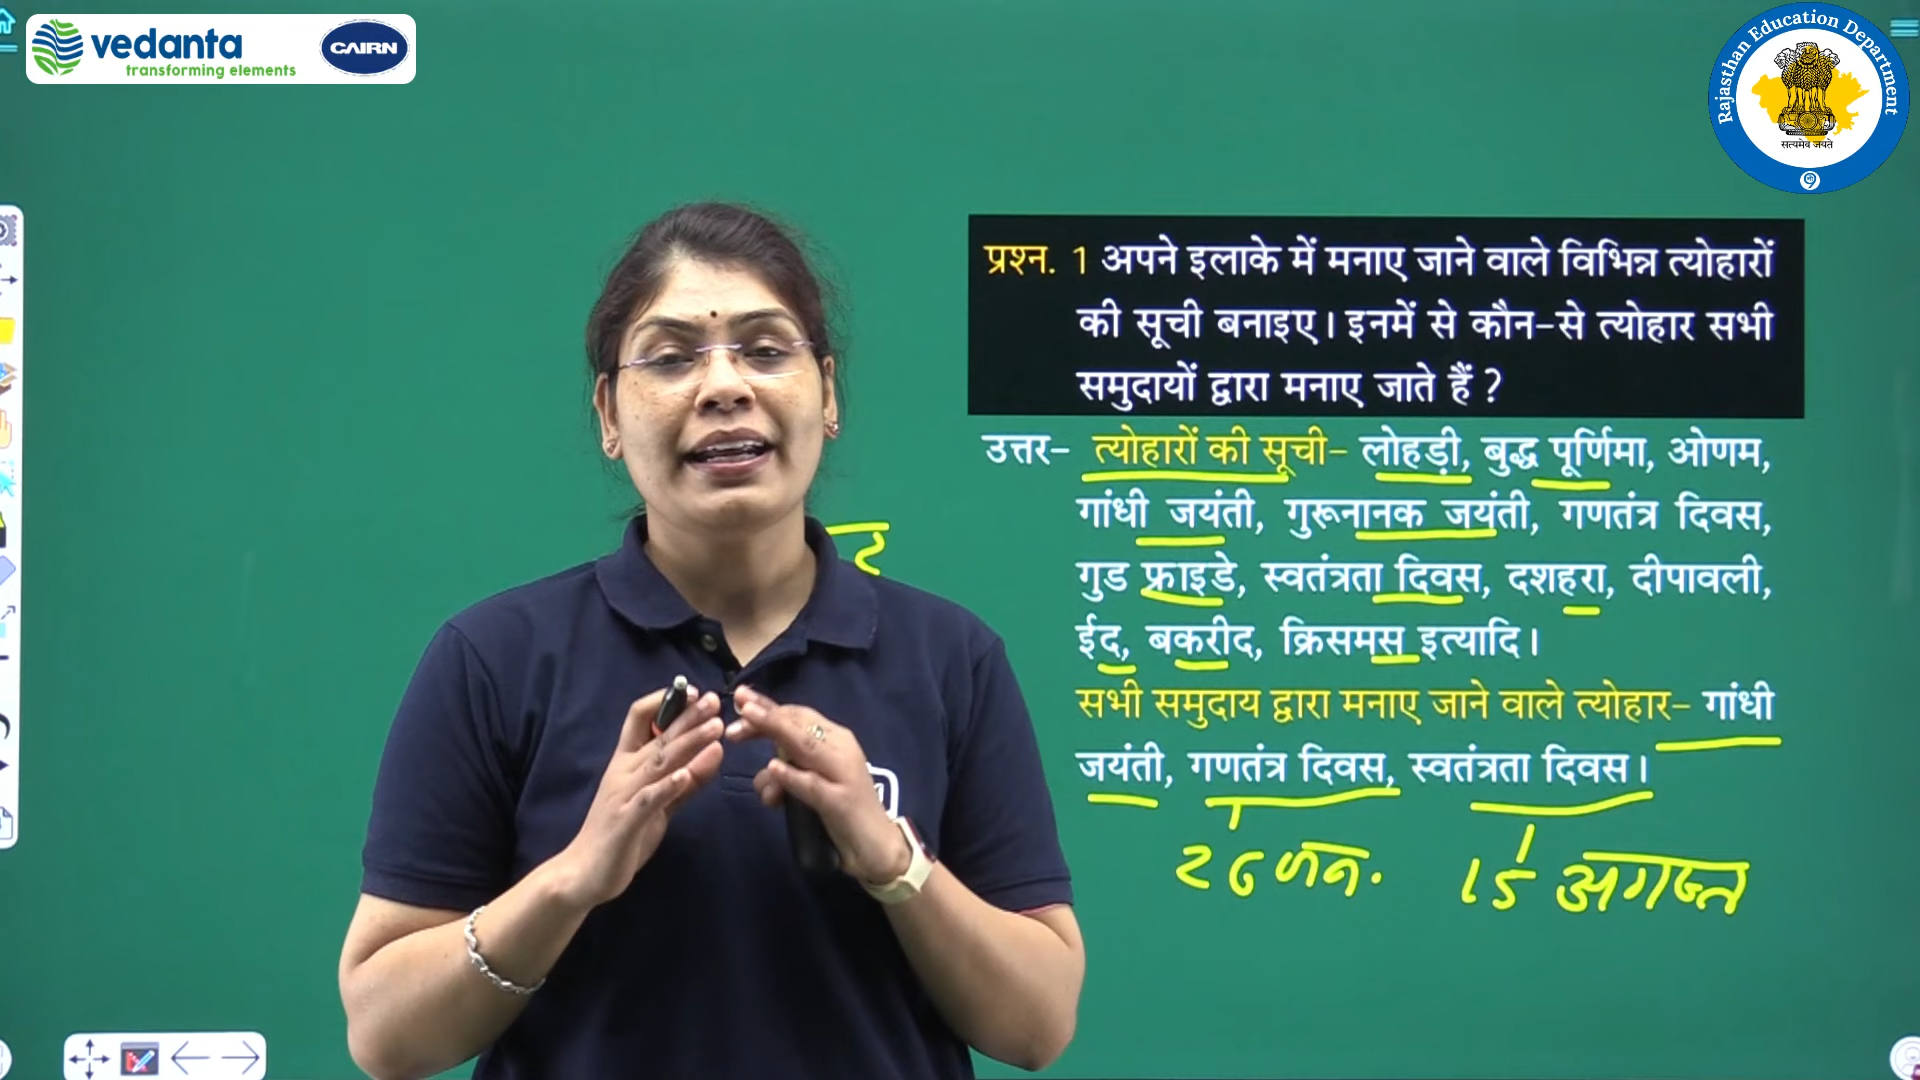 vedanta
transforming elements
CAIRN
Rajasthan Education Department
सत्यमेव जयते
प्रश्न. 1 अपने इलाके में मनाए जाने वाले विभिन्न त्योहारों
की सूची बनाइए। इनमें से कौन-से त्योहार सभी
समुदायों द्वारा मनाए जाते हैं ?
उत्तर- त्योहारों की सूची- लोहड़ी, बुद्ध पूर्णिमा, ओणम,
गांधी जयंती, गुरूनानक जयंती, गणतंत्र दिवस,
गुड फ्राइडे, स्वतंत्रता दिवस, दशहरा, दीपावली,
ईद, बकरीद, क्रिसमस इत्यादि।
सभी समुदाय द्वारा मनाए जाने वाले त्योहार- गांधी
जयंती, गणतंत्र दिवस, स्वतंत्रता दिवस।
26 जन. 15 अगस्त